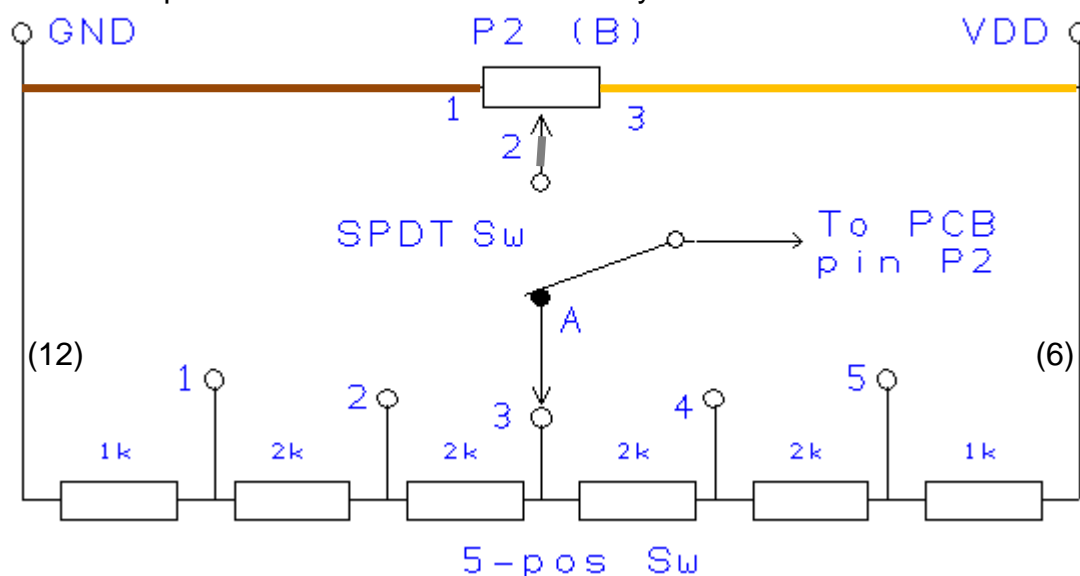 GND P2 (B) VDD
1 3
2
SPDT Sw
To PCB
pin P2
A
(12) (6)
1 2 3 4 5
1k 2k 2k 2k 2k 1k
5-pos Sw